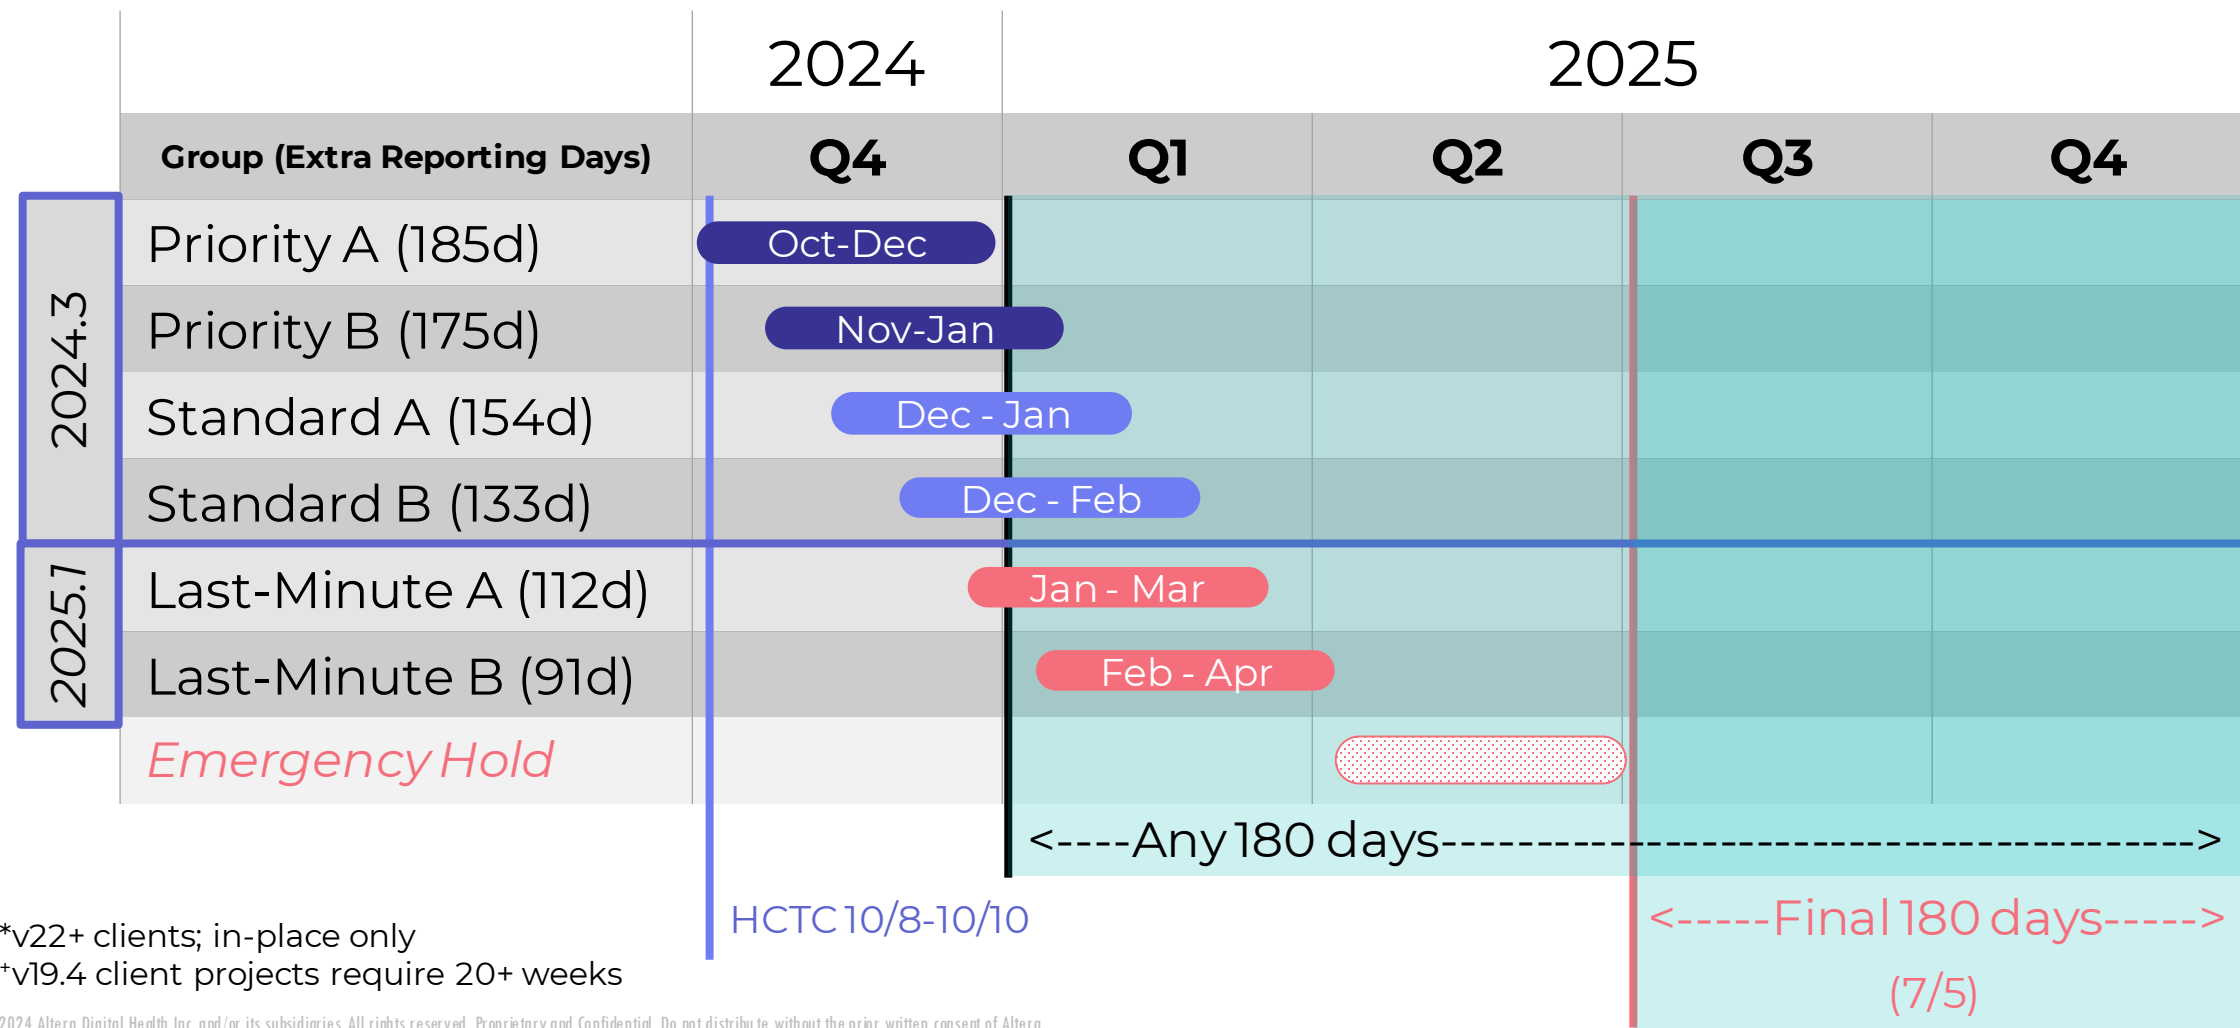 2024 2025
Group (Extra Reporting Days) Q4 Q1 Q2 Q3 Q4
2024.3
Priority A (185d) Oct-Dec
Priority B (175d) Nov-Jan
Standard A (154d) Dec - Jan
Standard B (133d) Dec - Feb
2025.1
Last-Minute A (112d) Jan - Mar
Last-Minute B (91d) Feb - Apr
Emergency Hold
<----Any 180 days----------------------------------------------->
HCTC 10/8-10/10
<-----Final 180 days----->
(7/5)
*v22+ clients; in-place only
+v19.4 client projects require 20+ weeks
2024 Altera Digital Health Inc. and/or its subsidiaries. All rights reserved. Proprietary and Confidential. Do not distribute without the prior written consent of Altera